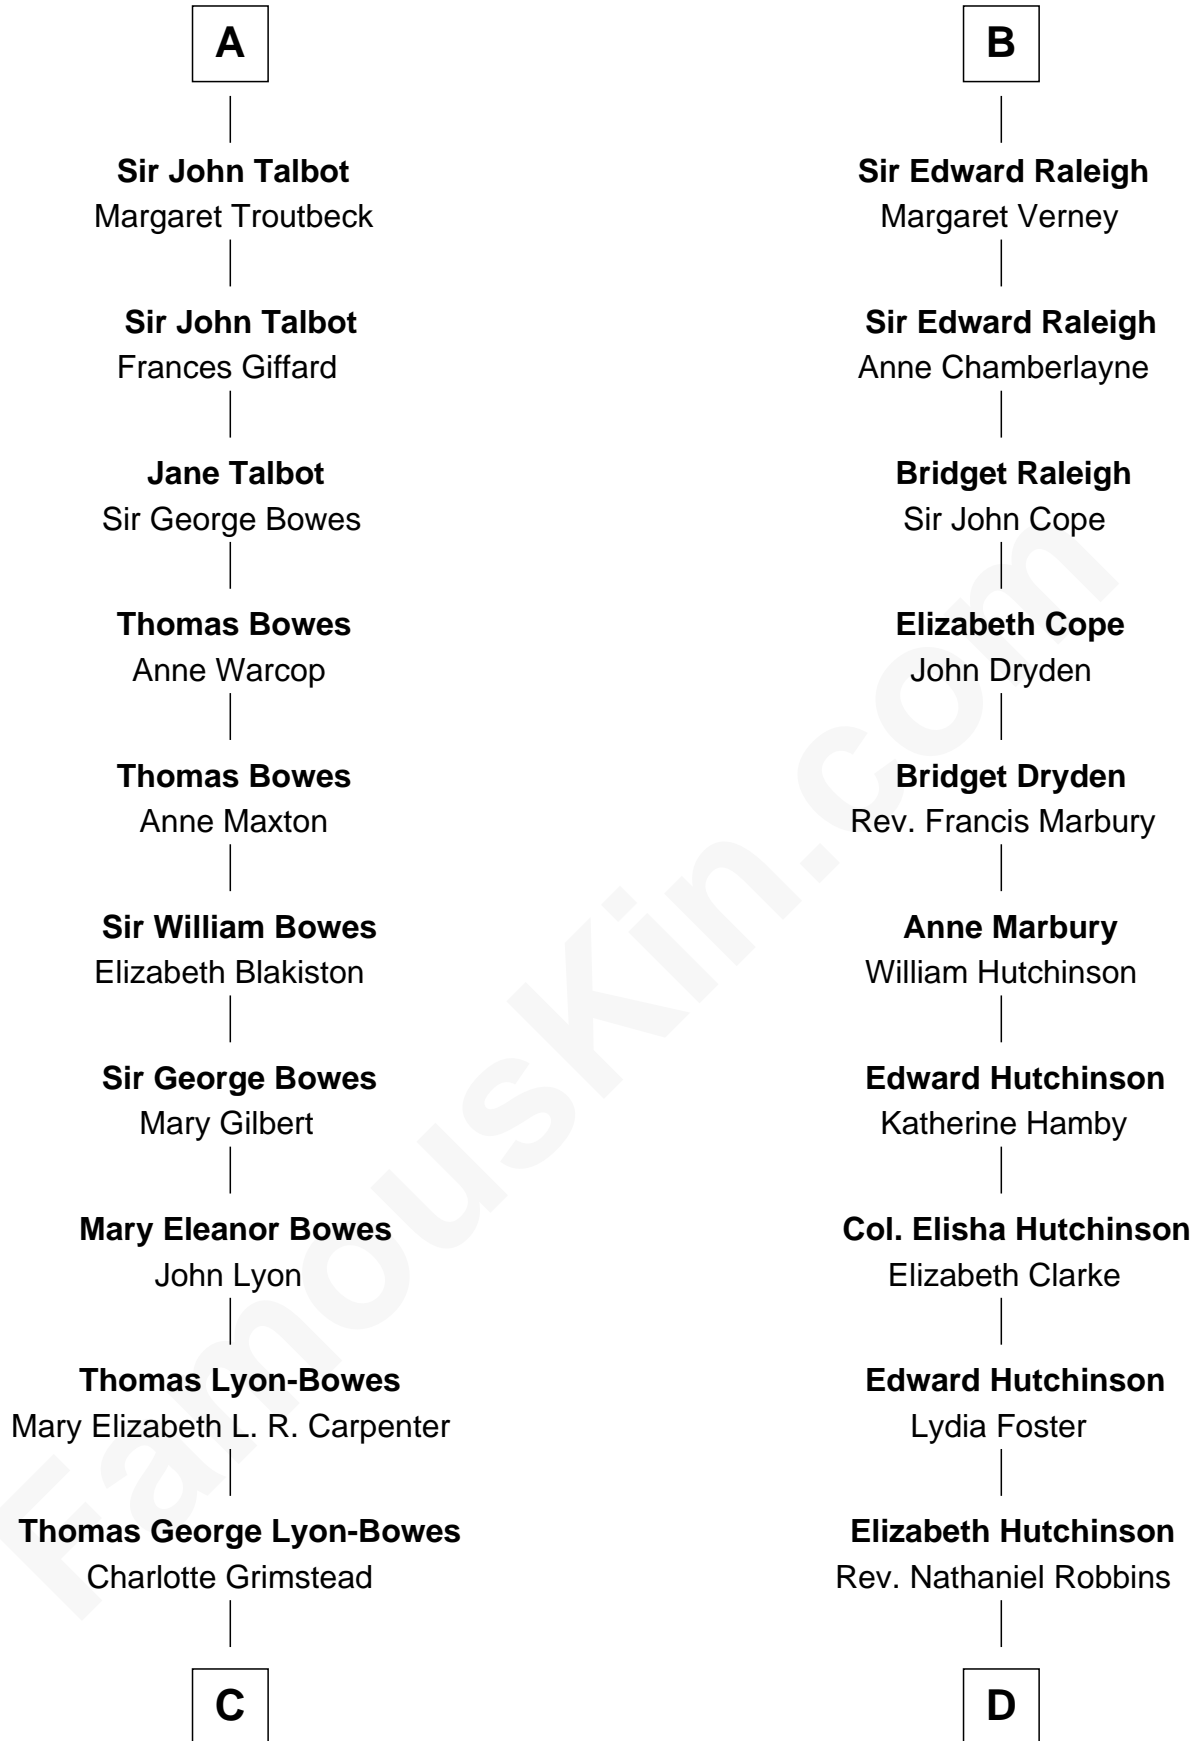 A
Sir John Talbot
Margaret Troutbeck
Sir John Talbot
Frances Giffard
Jane Talbot
Sir George Bowes
Thomas Bowes
Anne Warcop
Thomas Bowes
Anne Maxton
Sir William Bowes
Elizabeth Blakiston
Sir George Bowes
Mary Gilbert
Mary Eleanor Bowes
John Lyon
Thomas Lyon-Bowes
Mary Elizabeth L. R. Carpenter
Thomas George Lyon-Bowes
Charlotte Grimstead
C
B
Sir Edward Raleigh
Margaret Verney
Sir Edward Raleigh
Anne Chamberlayne
Bridget Raleigh
Sir John Cope
Elizabeth Cope
John Dryden
Bridget Dryden
Rev. Francis Marbury
Anne Marbury
William Hutchinson
Edward Hutchinson
Katherine Hamby
Col. Elisha Hutchinson
Elizabeth Clarke
Edward Hutchinson
Lydia Foster
Elizabeth Hutchinson
Rev. Nathaniel Robbins
D
FamousKin.com